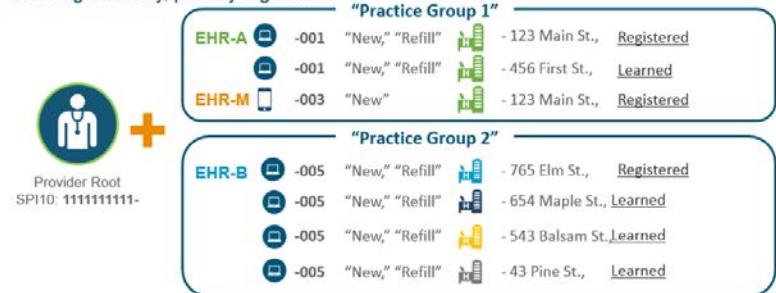 "Practice Group 1"
EHR-A -001 "New," "Refill" - 123 Main St., Registered
-001 "New," "Refill" - 456 First St., Learned
EHR-M -003 "New" - 123 Main St., Registered
Provider Root
SPI10: 1111111111-
"Practice Group 2"
EHR-B -005 "New," "Refill" - 765 Elm St., Registered
-005 "New," "Refill" - 654 Maple St., Learned
-005 "New," "Refill" - 543 Balsam St., Learned
-005 "New," "Refill" - 43 Pine St., Learned